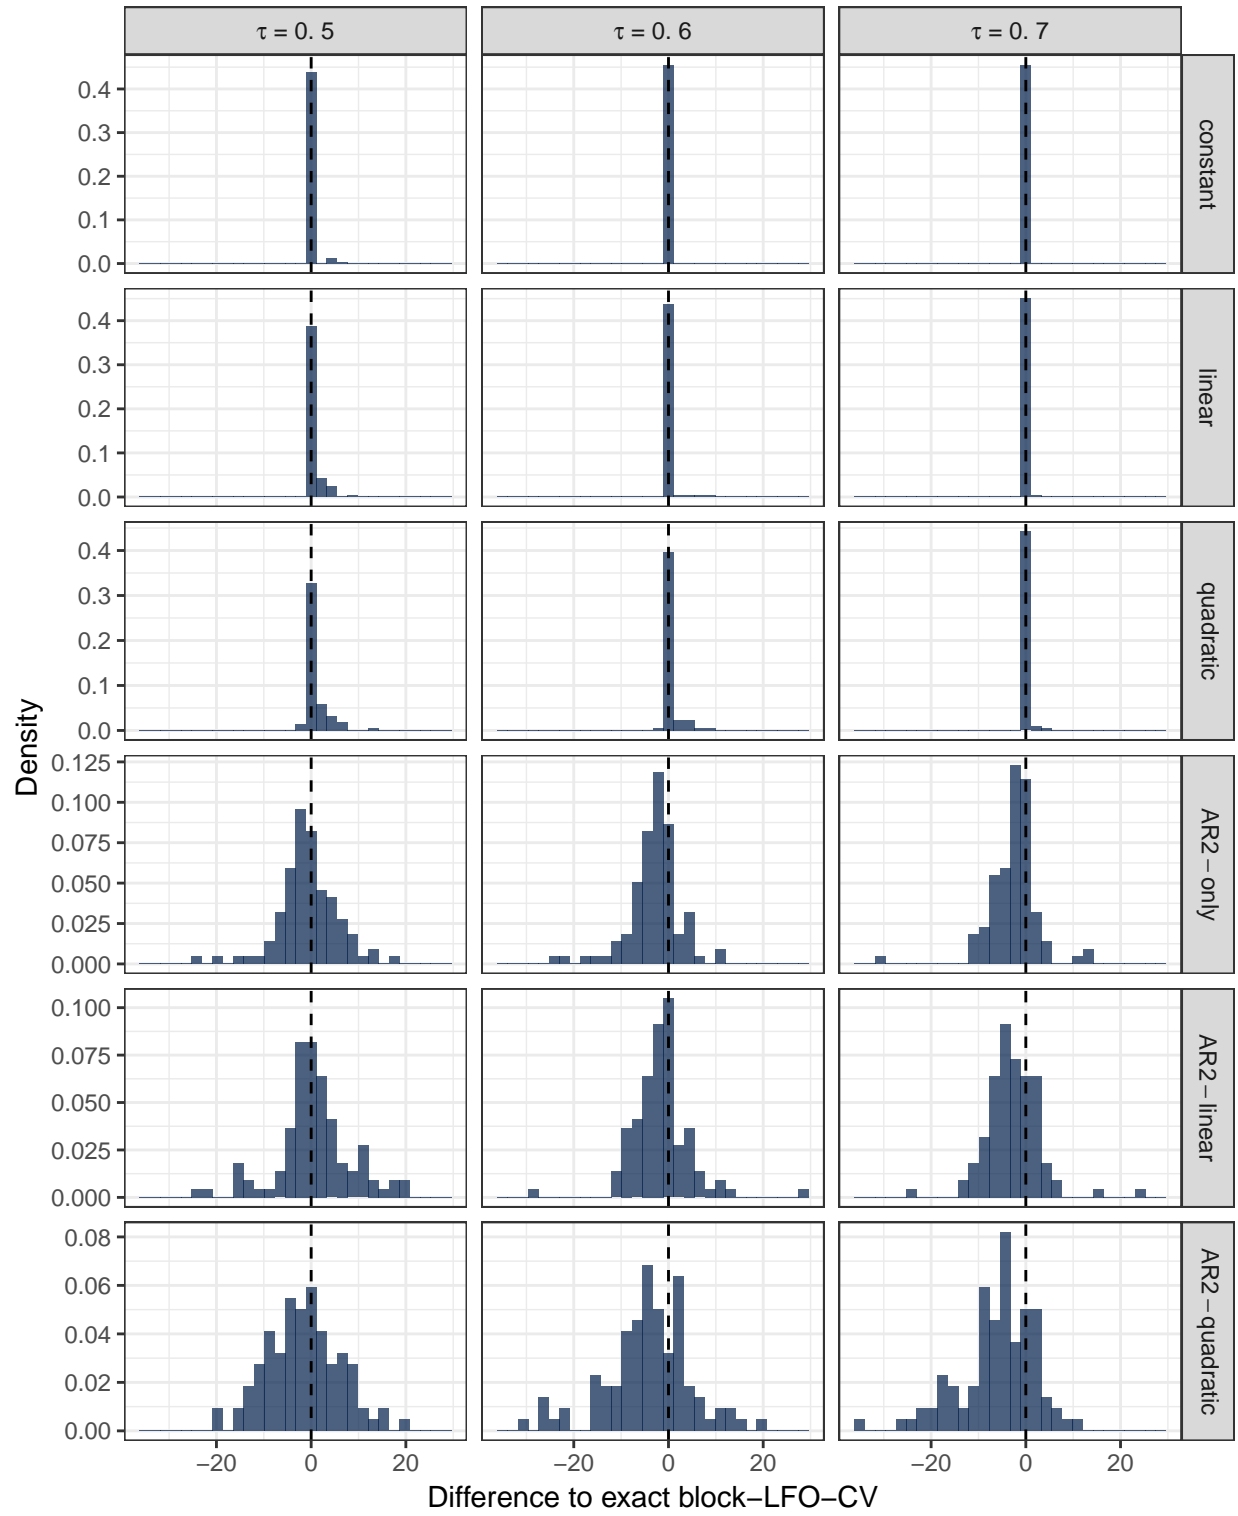 τ = 0. 5
τ = 0. 6
τ = 0. 7
0.4
0.3
0.2
0.1
0.0
constant
0.4
0.3
0.2
0.1
0.0
linear
0.4
0.3
0.2
0.1
0.0
quadratic
Density
0.125
0.100
0.075
0.050
0.025
0.000
AR2 − only
0.100
0.075
0.050
0.025
0.000
AR2 − linear
0.08
0.06
0.04
0.02
0.00
AR2 − quadratic
−20 0 20
−20 0 20
−20 0 20
Difference to exact block−LFO−CV